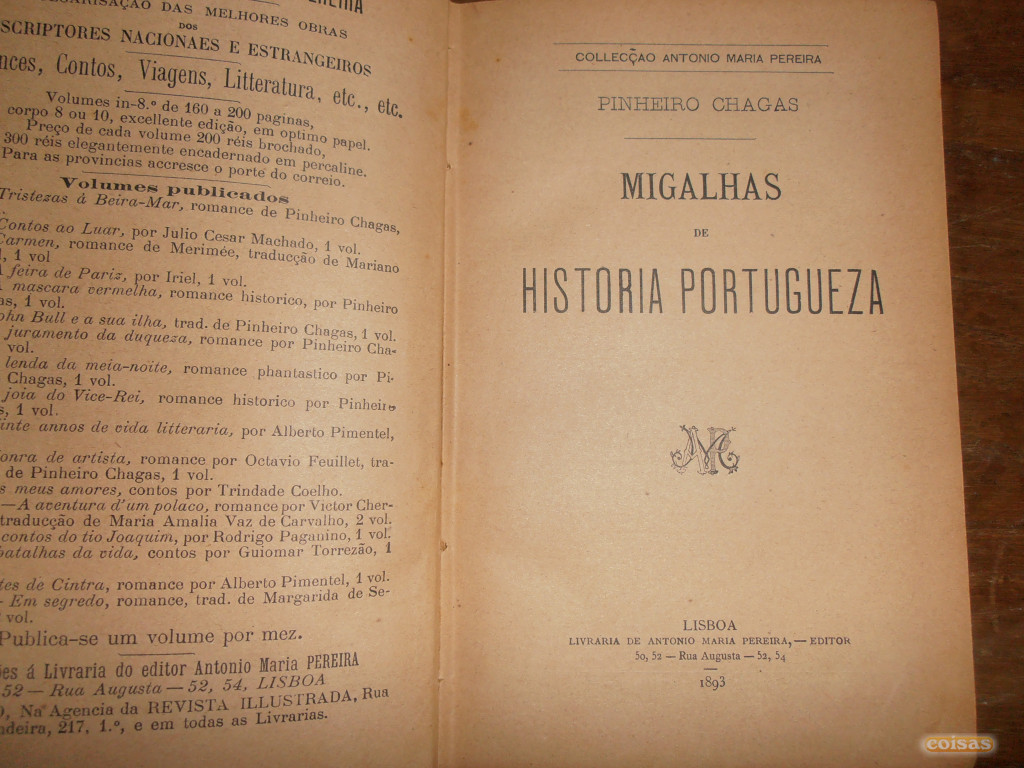 EREIRA
GARISAÇÃO DAS MELHORES OBRAS
DOS
SCRIPTORES NACIONAES E ESTRANGEIROS
nces, Contos, Viagens, Litteratura, etc., etc.
Volumes in-8.º de 160 a 200 paginas,
corpo 8 ou 10, excellente edição, em optimo papel.
Preço de cada volume 200 réis brochado,
300 réis elegantemente encadernado em percaline.
Para as provincias accresce o porte do correio.
Volumes publicados
Tristezas á Beira-Mar, romance de Pinheiro Chagas,
Contos ao Luar, por Julio Cesar Machado, 1 vol.
Carmen, romance de Merimée, traducção de Mariano
l, 1 vol
A feira de Pariz, por Iriel, 1 vol.
A mascara vermelha, romance historico, por Pinheiro
as, 1 vol.
ohn Bull e a sua ilha, trad. de Pinheiro Chagas, 1 vol.
juramento da duqueza, romance por Pinheiro Cha-
vol.
lenda da meia-noite, romance phantastico por Pi-
Chagas, 1 vol.
joia do Vice-Rei, romance historico por Pinheiro
s, 1 vol.
inte annos de vida litteraria, por Alberto Pimentel,
onra de artista, romance por Octavio Feuillet, tra-
de Pinheiro Chagas, 1 vol.
s meus amores, contos por Trindade Coelho.
—A aventura d'um polaco, romance por Victor Cher-
traducção de Maria Amalia Vaz de Carvalho, 2 vol.
contos do tio Joaquim, por Rodrigo Paganino, 1 vol.
batalhas da vida, contos por Guiomar Torrezão, 1
tes de Cintra, romance por Alberto Pimentel, 1 vol.
— Em segredo, romance, trad. de Margarida de Se-
vol.
Publica-se um volume por mez.
es á Livraria do editor Antonio Maria PEREIRA
52 — Rua Augusta — 52, 54, LISBOA
, Na Agencia da REVISTA ILLUSTRADA, Rua
ndeira, 217, 1.º, e em todas as Livrarias.
COLLECÇÃO ANTONIO MARIA PEREIRA
PINHEIRO CHAGAS
MIGALHAS
DE
HISTORIA PORTUGUEZA
LISBOA
LIVRARIA DE ANTONIO MARIA PEREIRA, — EDITOR
50, 52 — Rua Augusta — 52, 54
1893
coisas